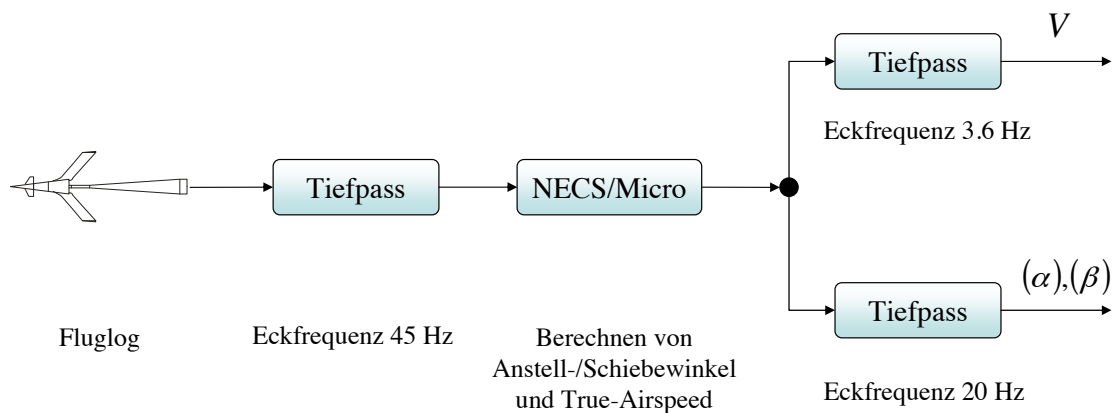 V
Tiefpass
Eckfrequenz 3.6 Hz
Tiefpass
NECS/Micro
(α),(β)
Tiefpass
Fluglog
Eckfrequenz 45 Hz
Berechnen von
Anstell-/Schiebewinkel
und True-Airspeed
Eckfrequenz 20 Hz